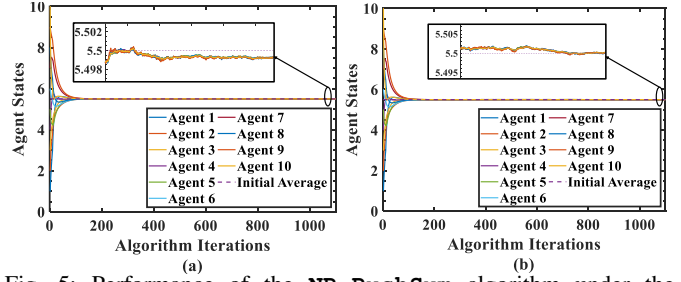 10
8
6
4
2
0
Agent States
5.502
5.5
5.498
Agent 1
Agent 2
Agent 3
Agent 4
Agent 5
Agent 6
Agent 7
Agent 8
Agent 9
Agent 10
Initial Average
0 200 400 600 800 1000
Algorithm Iterations
(a)
10
8
6
4
2
0
Agent States
5.505
5.5
5.495
Agent 1
Agent 2
Agent 3
Agent 4
Agent 5
Agent 6
Agent 7
Agent 8
Agent 9
Agent 10
Initial Average
0 200 400 600 800 1000
Algorithm Iterations
(b)
Fig. 5: Performance of the NR-PushSum algorithm under the